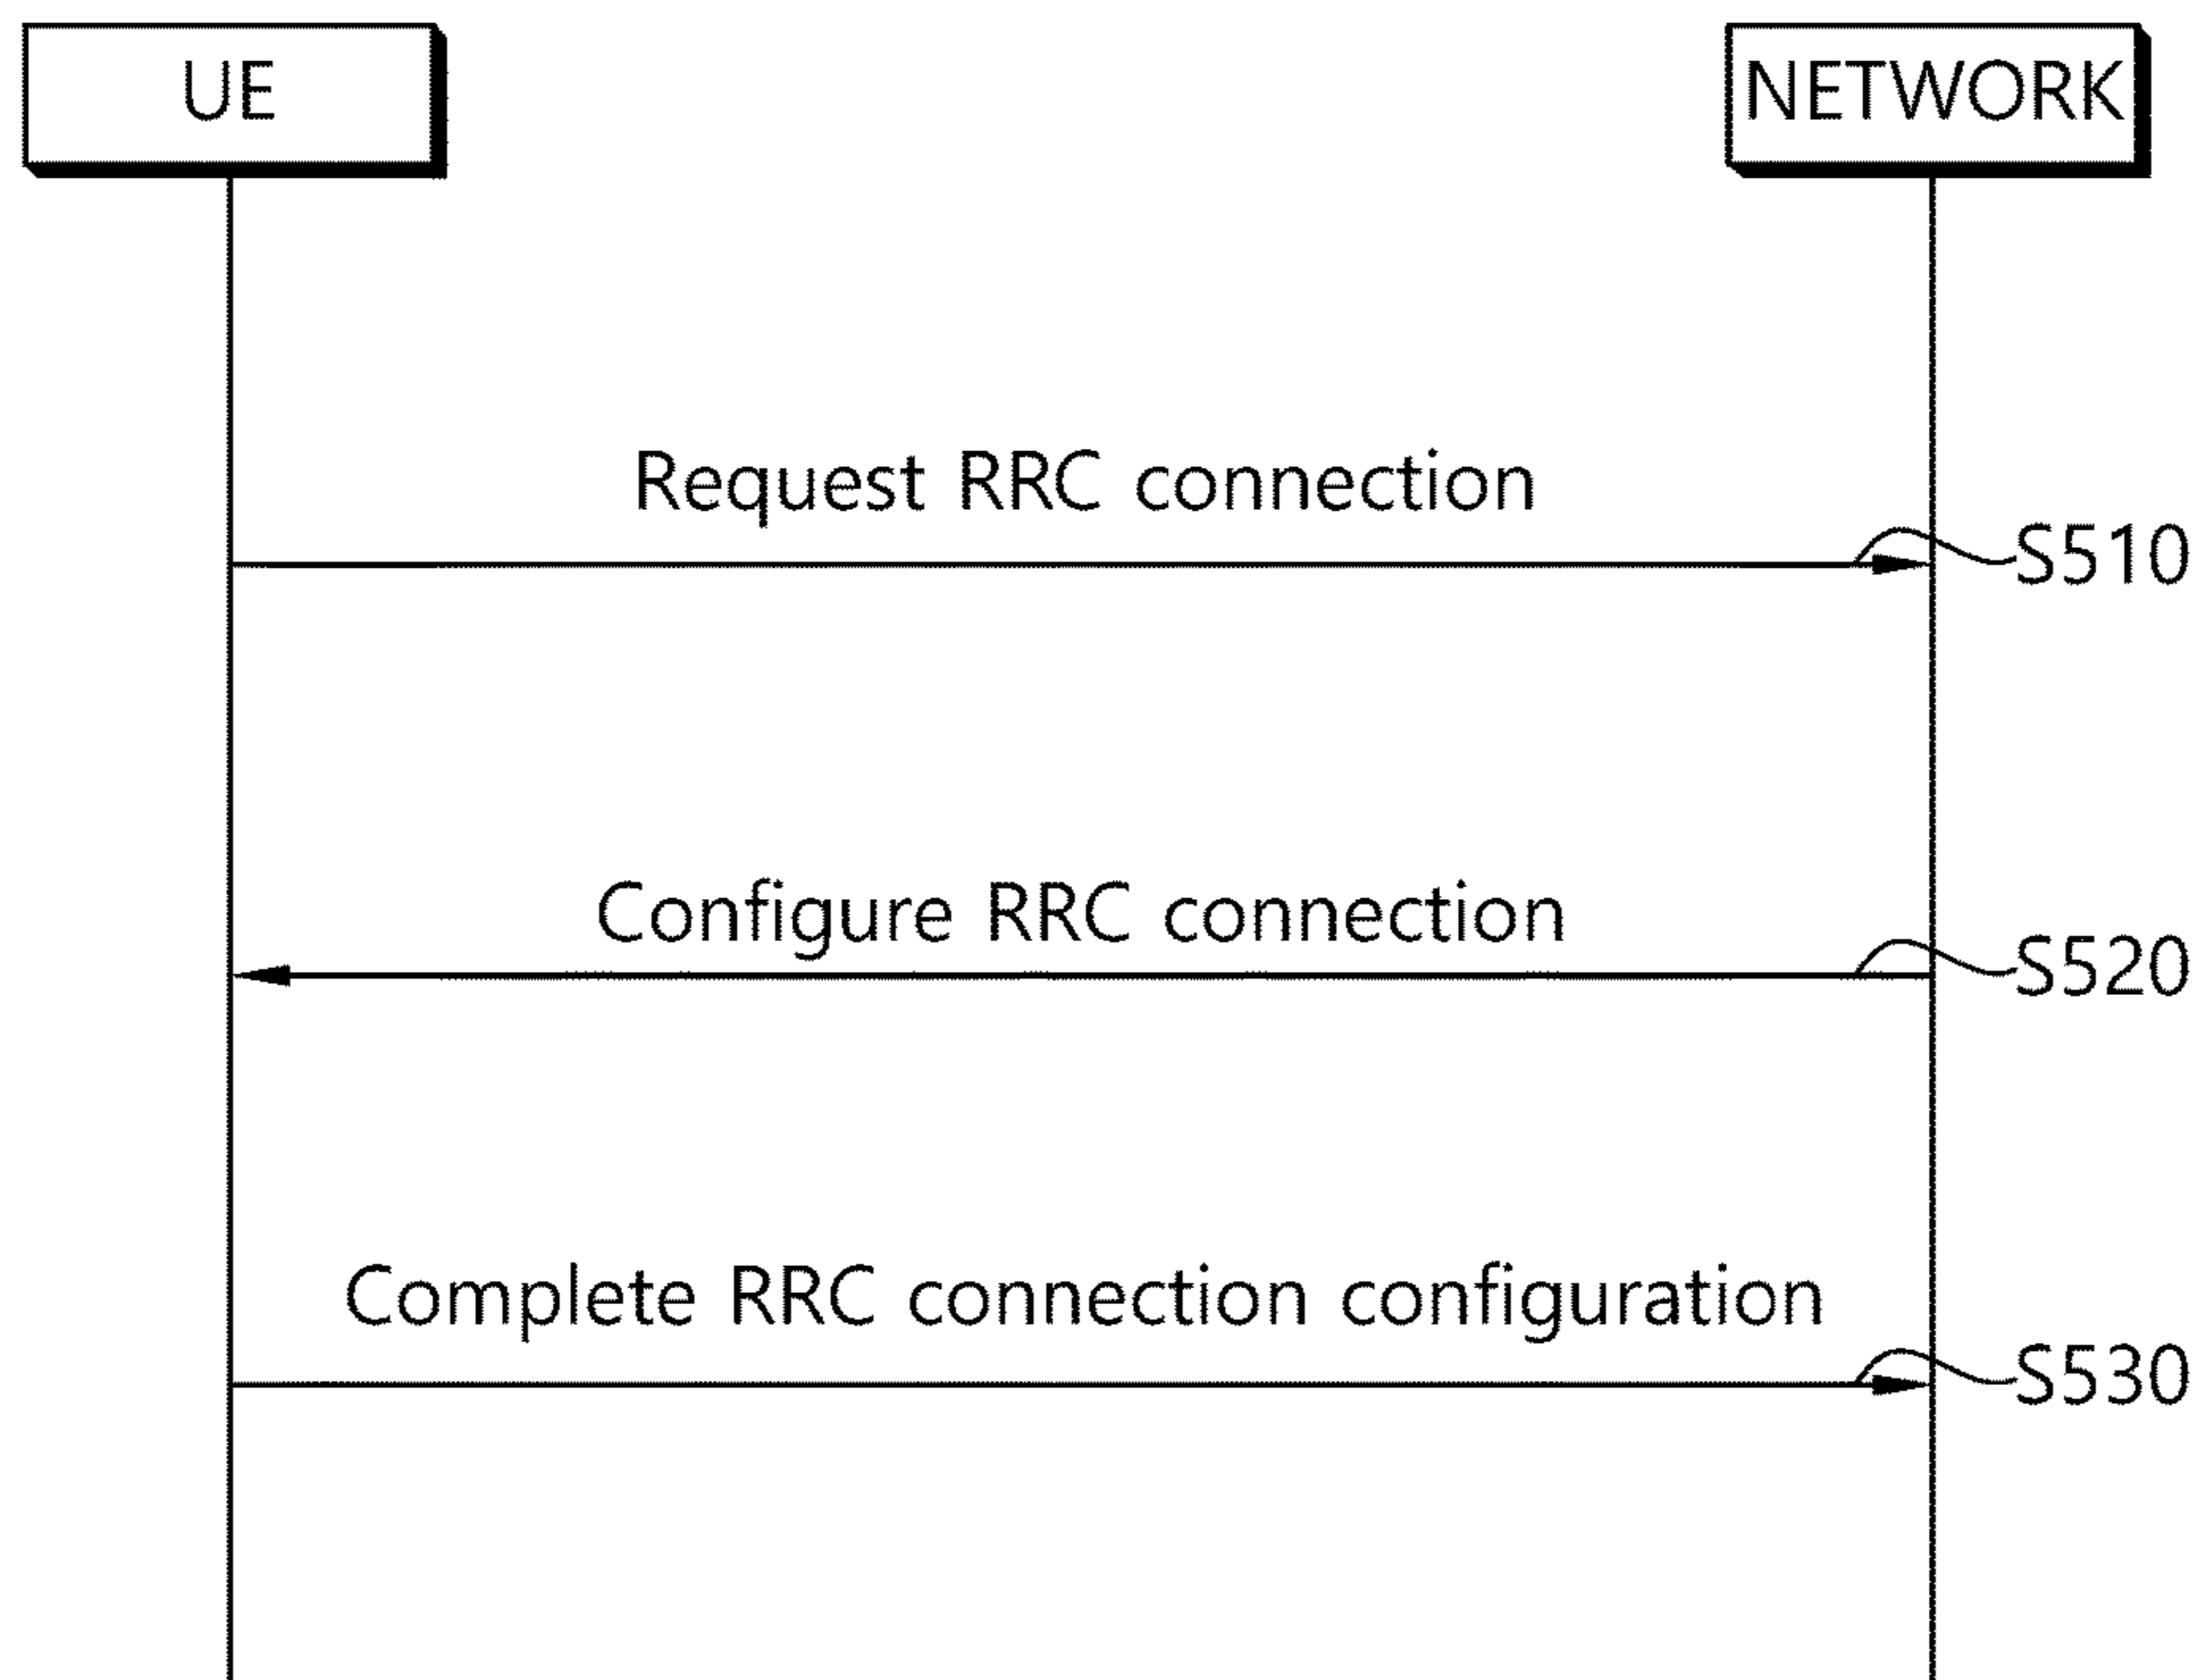 UE
NETWORK
Request RRC connection
S510
Configure RRC connection
S520
Complete RRC connection configuration
S530